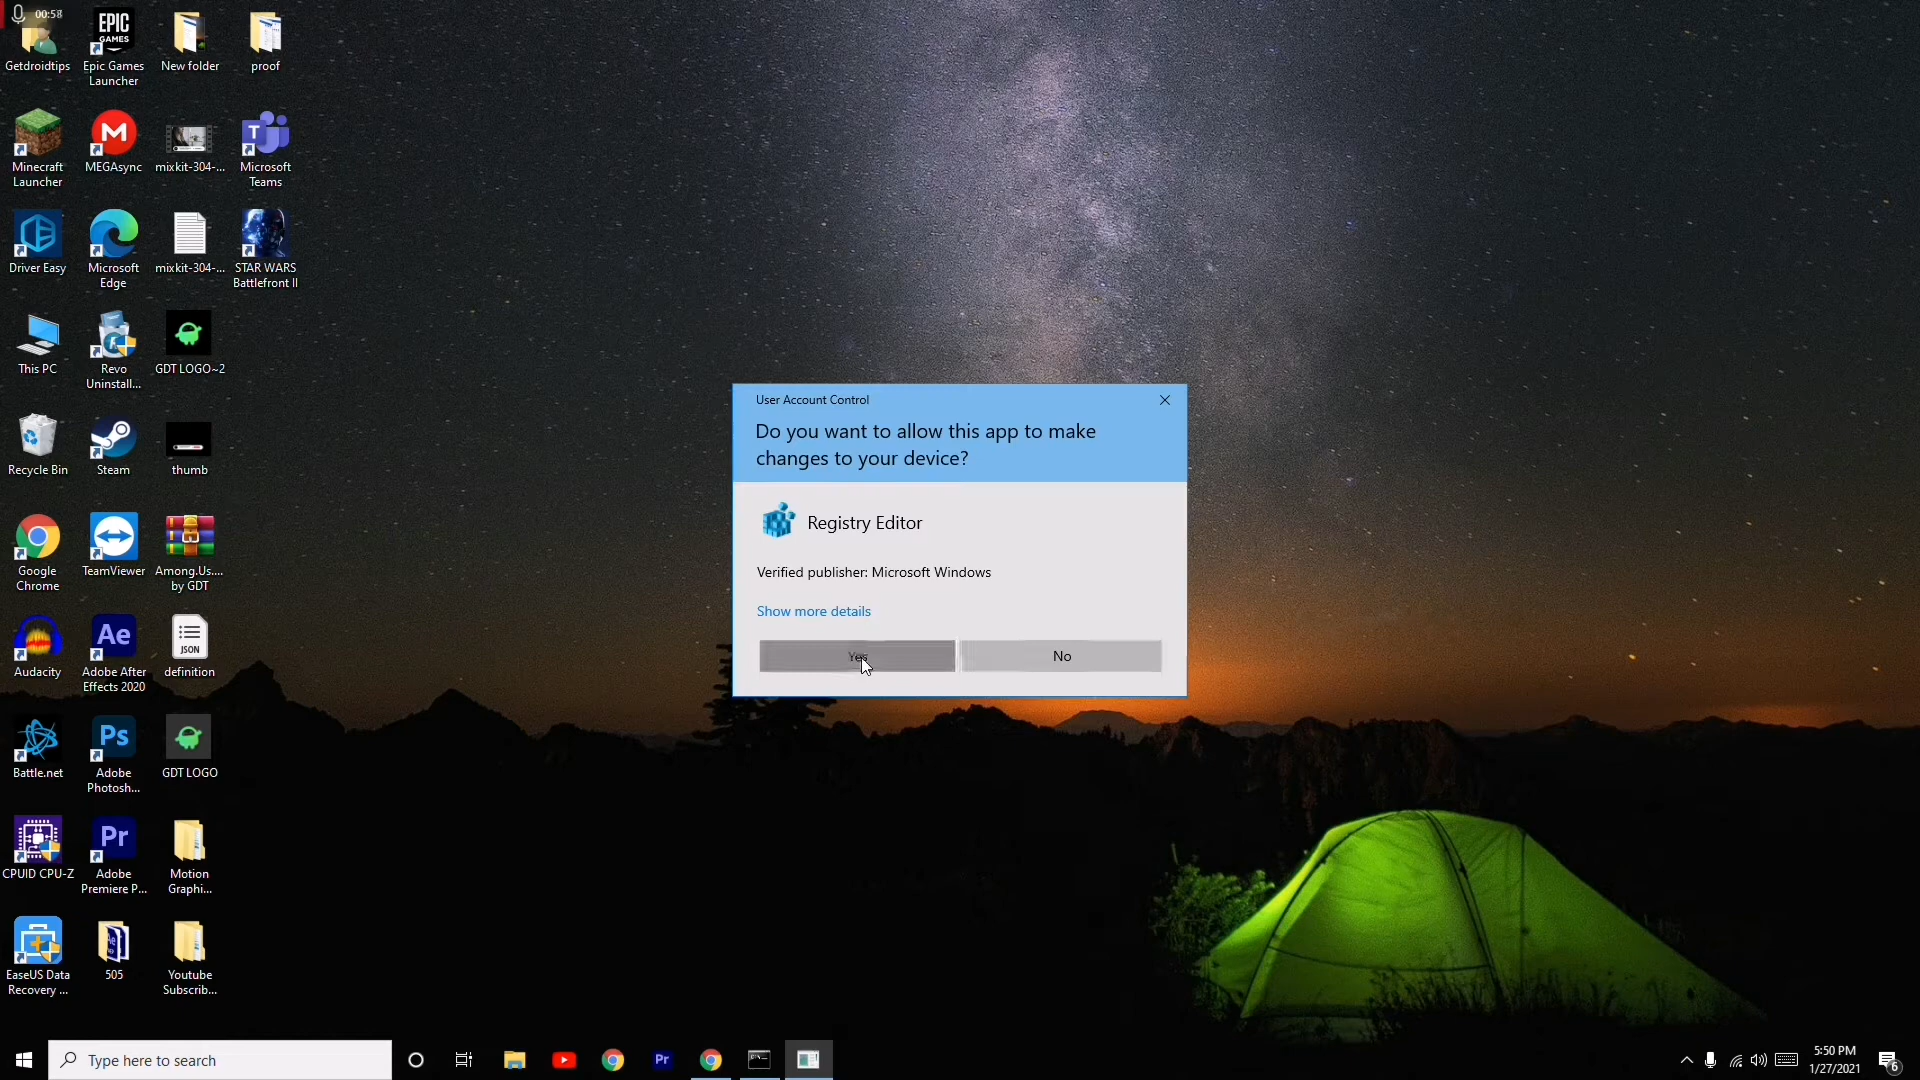 00:58
Getdroidtips
EPIC
GAMES
Epic Games
Launcher
New folder
proof
Minecraft
Launcher
M
MEGAsync
mixkit-304-...
T
Microsoft
Teams
Driver Easy
Microsoft
Edge
mixkit-304-...
STAR WARS
Battlefront II
This PC
Revo
Uninstall...
GDT LOGO~2
Recycle Bin
Steam
thumb
Google
Chrome
TeamViewer
Among.Us....
by GDT
Audacity
Ae
Adobe After
Effects 2020
JSON
definition
Battle.net
Ps
Adobe
Photosh...
GDT LOGO
CPUID CPU-Z
Pr
Adobe
Premiere P...
Motion
Graphi...
EaseUS Data
Recovery ...
Ae
505
Youtube
Subscrib...
User Account Control
Do you want to allow this app to make
changes to your device?
Registry Editor
Verified publisher: Microsoft Windows
Show more details
Yes
No
Type here to search
Pr
5:50 PM
1/27/2021
6